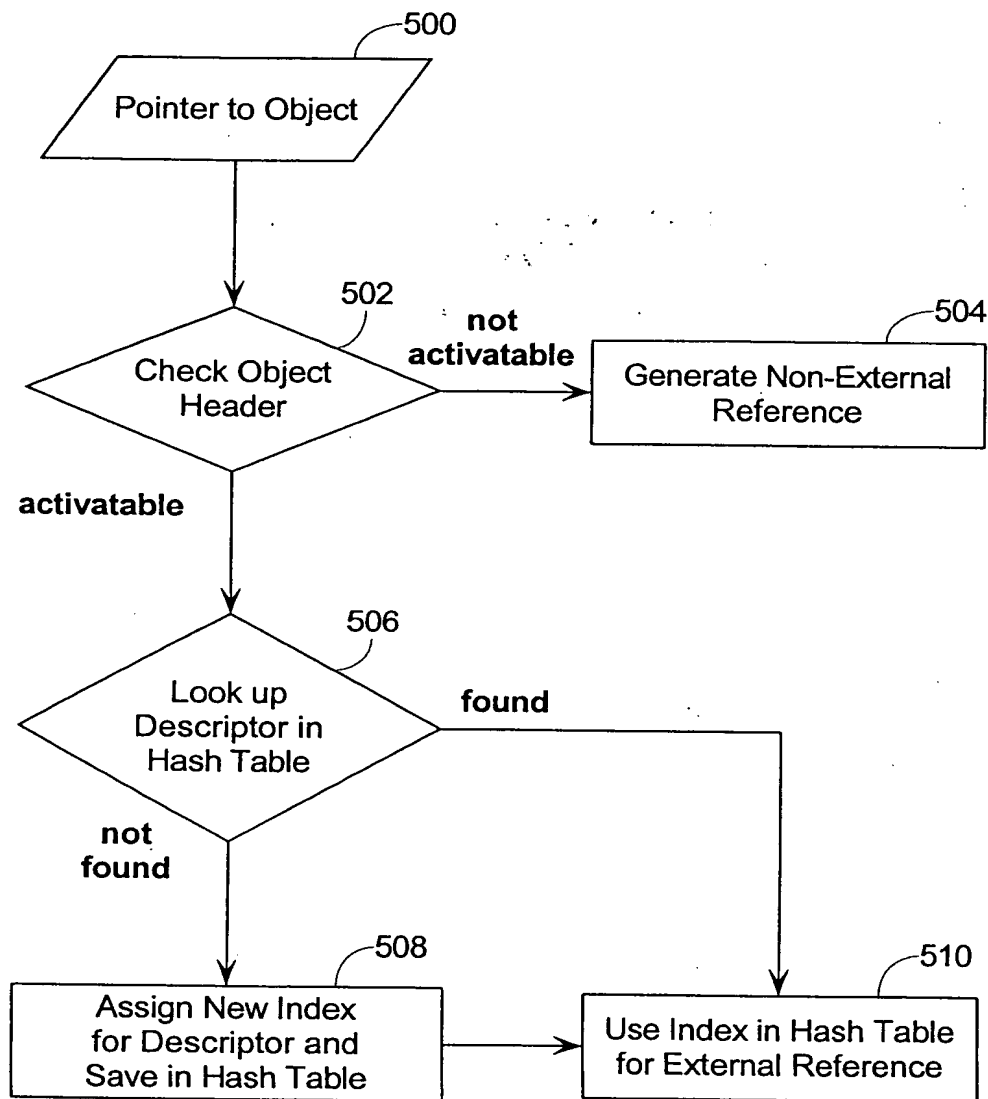 500
Pointer to Object
502
Check Object
Header
not
activatable
504
Generate Non-External
Reference
activatable
506
Look up
Descriptor in
Hash Table
found
not
found
508
Assign New Index
for Descriptor and
Save in Hash Table
510
Use Index in Hash Table
for External Reference